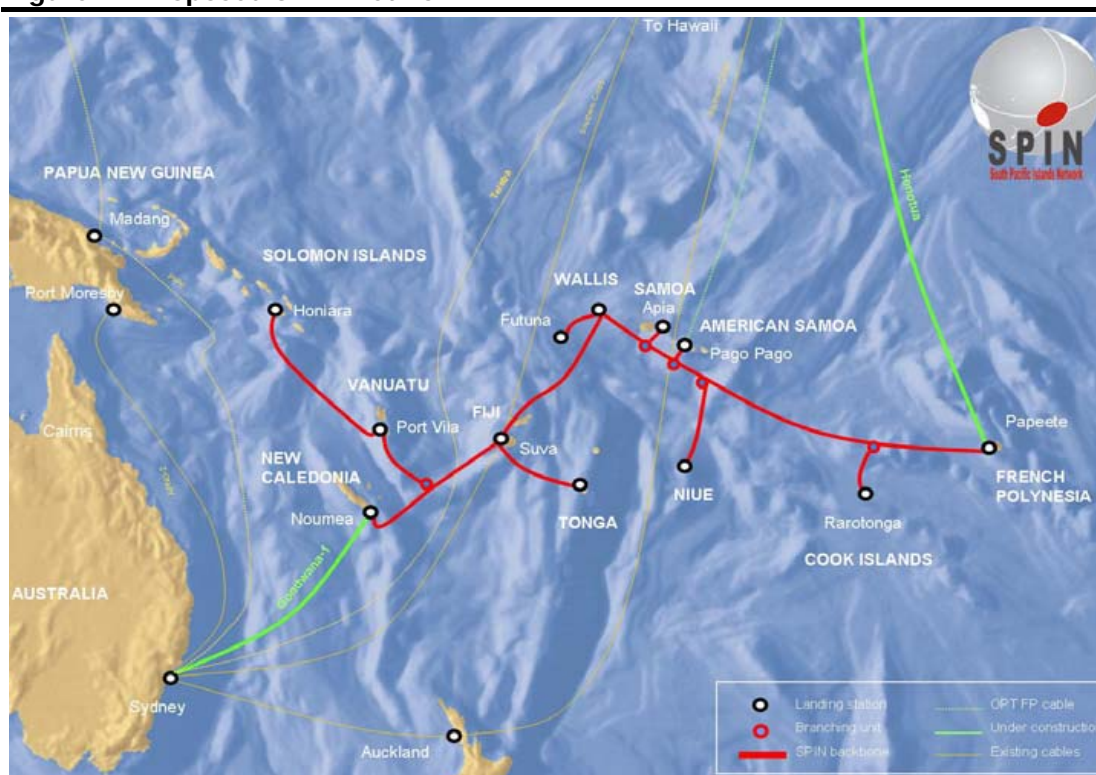 To Hawaii
SPIN
South Pacific Islands Network
PAPUA NEW GUINEA
Madang
Telstra
Honotua
SOLOMON ISLANDS
Port Moresby
Honiara
WALLIS
SAMOA
Apia
Futuna
AMERICAN SAMOA
Pago Pago
VANUATU
Port Vila
FIJI
Suva
Cairns
NEW
CALEDONIA
Noumea
TONGA
NIUE
Papeete
FRENCH
POLYNESIA
Rarotonga
COOK ISLANDS
Gondwana-1
AUSTRALIA
Sydney
Auckland
Landing station
Branching unit
SPIN backbone
OPT FP cable
Under constructio
Existing cables